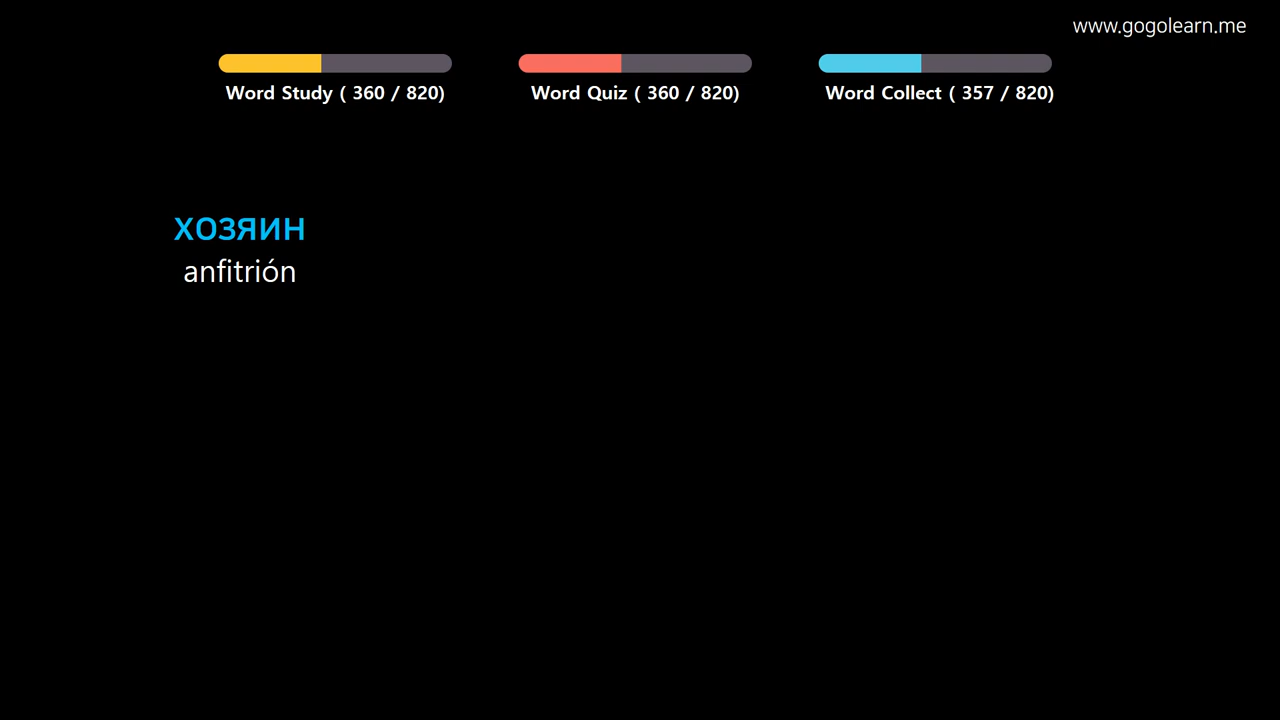 www.gogolearn.me
Word Study ( 360 / 820)
Word Quiz ( 360 / 820)
Word Collect ( 357 / 820)
хозяин
anfitrión